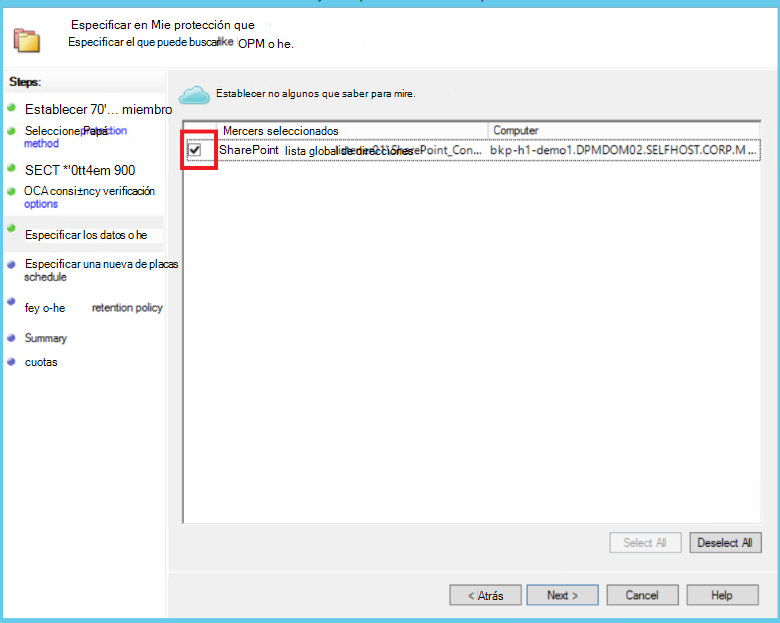 Especificar en Mie protección que
Especificar el que puede buscar like OPM o he.
Steps:
Establecer 70'... miembro
Seleccione Papá protection
method
SECT *'0tt4em 900
OCA consi±ncy verificación
options
Especificar los datos o he
Especificar una nueva de placas
schedule
fey o-he retention policy
Summary
cuotas
Establecer no algunos que saber para mire.
Mercers seleccionados Computer
SharePoint lista global de direcciones ePoint_Con... bkp-h1-demo1.DPMDOM02.SELFHOST.CORP.M...
Select All Deselect All
< Atrás Next > Cancel Help